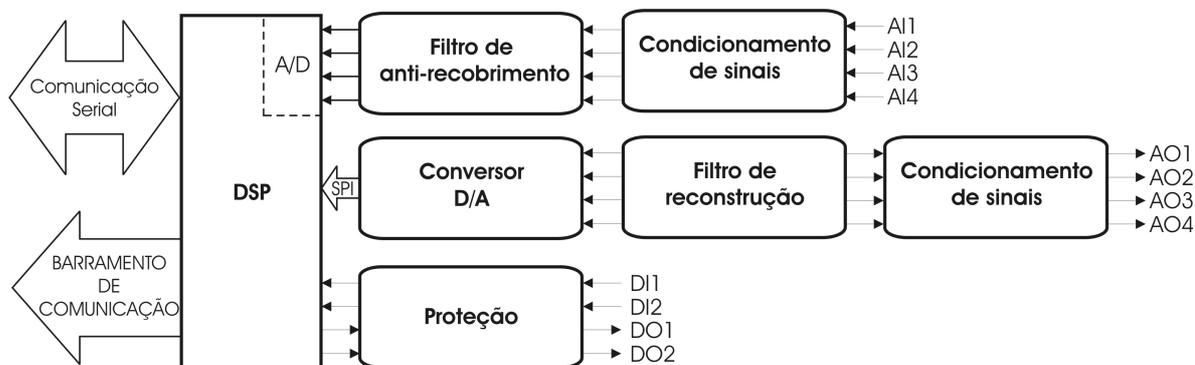 Comunicação
Serial
BARRAMENTO
DE
COMUNICAÇÃO
DSP
A/D
Filtro de
anti-recobrimento
Condicionamento
de sinais
AI1
AI2
AI3
AI4
SPI
Conversor
D/A
Filtro de
reconstrução
Condicionamento
de sinais
AO1
AO2
AO3
AO4
Proteção
DI1
DI2
DO1
DO2